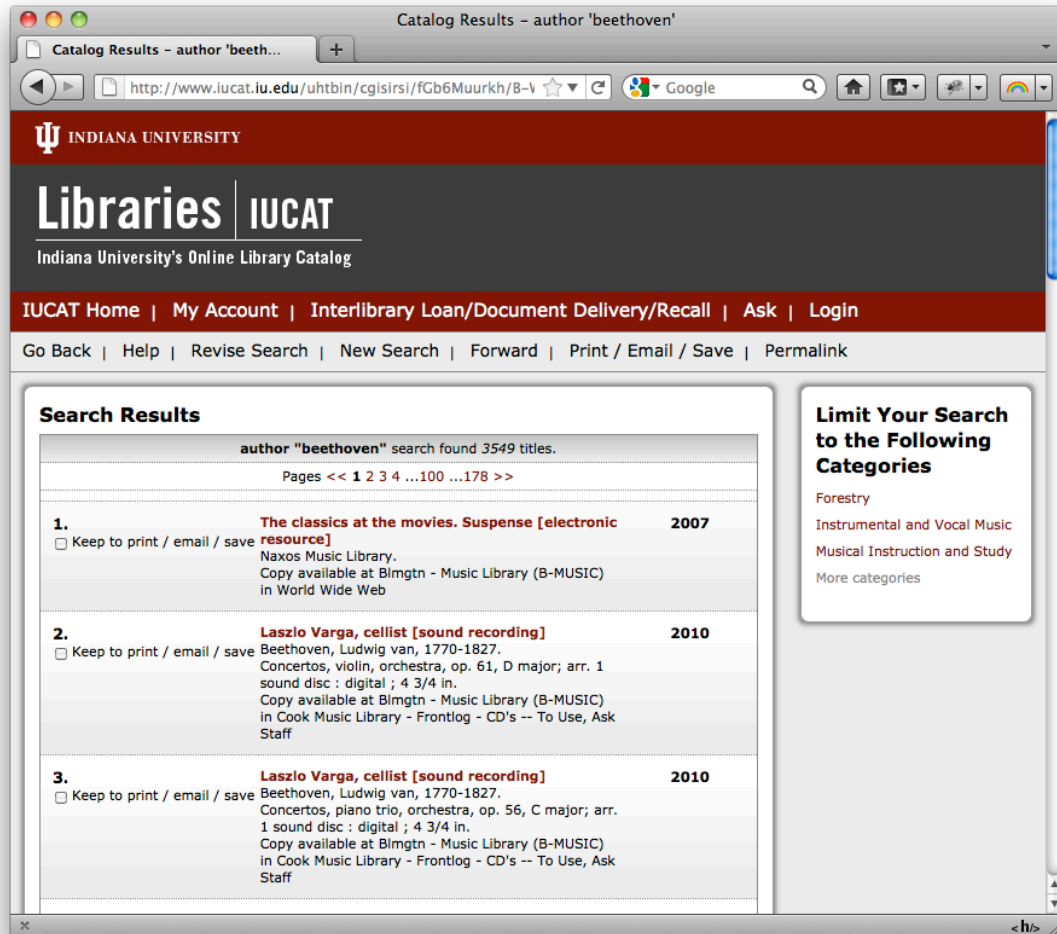 Catalog Results – author 'beethoven'
Catalog Results – author 'beeth...
http://www.iucat.iu.edu/uhtbin/cgisirsi/fGb6Muurkh/B-
Google
INDIANA UNIVERSITY
Libraries | IUCAT
Indiana University's Online Library Catalog
IUCAT Home | My Account | Interlibrary Loan/Document Delivery/Recall | Ask | Login
Go Back | Help | Revise Search | New Search | Forward | Print / Email / Save | Permalink
Search Results
author "beethoven" search found 3549 titles.
Pages << 1 2 3 4 ...100 ...178 >>
1.
Keep to print / email / save
The classics at the movies. Suspense [electronic
resource]
Naxos Music Library.
Copy available at Blmgtn - Music Library (B-MUSIC)
in World Wide Web
2007
2.
Keep to print / email / save
Laszlo Varga, cellist [sound recording]
Beethoven, Ludwig van, 1770-1827.
Concertos, violin, orchestra, op. 61, D major; arr. 1
sound disc : digital ; 4 3/4 in.
Copy available at Blmgtn - Music Library (B-MUSIC)
in Cook Music Library - Frontlog - CD's -- To Use, Ask
Staff
2010
3.
Keep to print / email / save
Laszlo Varga, cellist [sound recording]
Beethoven, Ludwig van, 1770-1827.
Concertos, piano trio, orchestra, op. 56, C major; arr.
1 sound disc : digital ; 4 3/4 in.
Copy available at Blmgtn - Music Library (B-MUSIC)
in Cook Music Library - Frontlog - CD's -- To Use, Ask
Staff
2010
Limit Your Search
to the Following
Categories
Forestry
Instrumental and Vocal Music
Musical Instruction and Study
More categories
<h/>